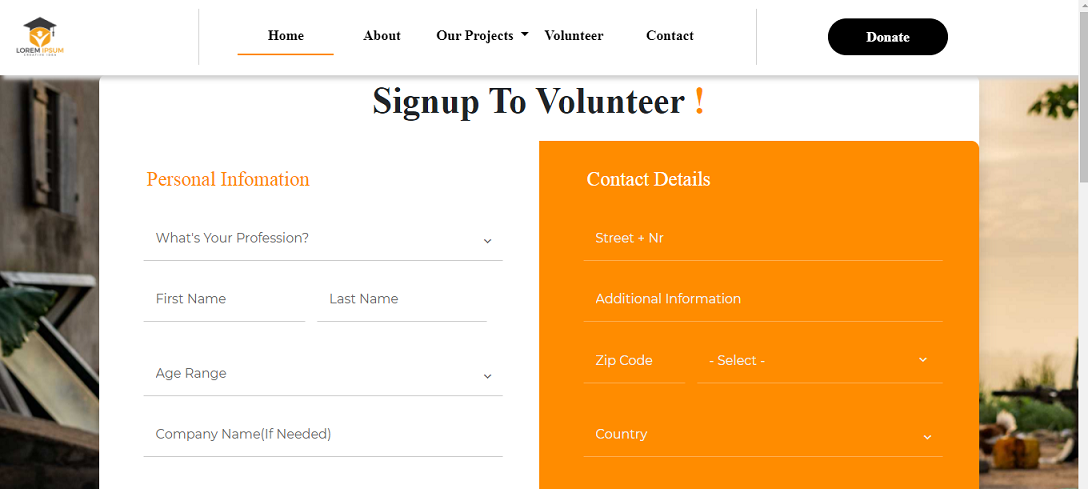 LOREM IPSUM
Home
About
Our Projects
Volunteer
Contact
Donate
Signup To Volunteer !
Personal Infomation
What's Your Profession?
First Name
Last Name
Age Range
Company Name(If Needed)
Contact Details
Street + Nr
Additional Information
Zip Code
- Select -
Country